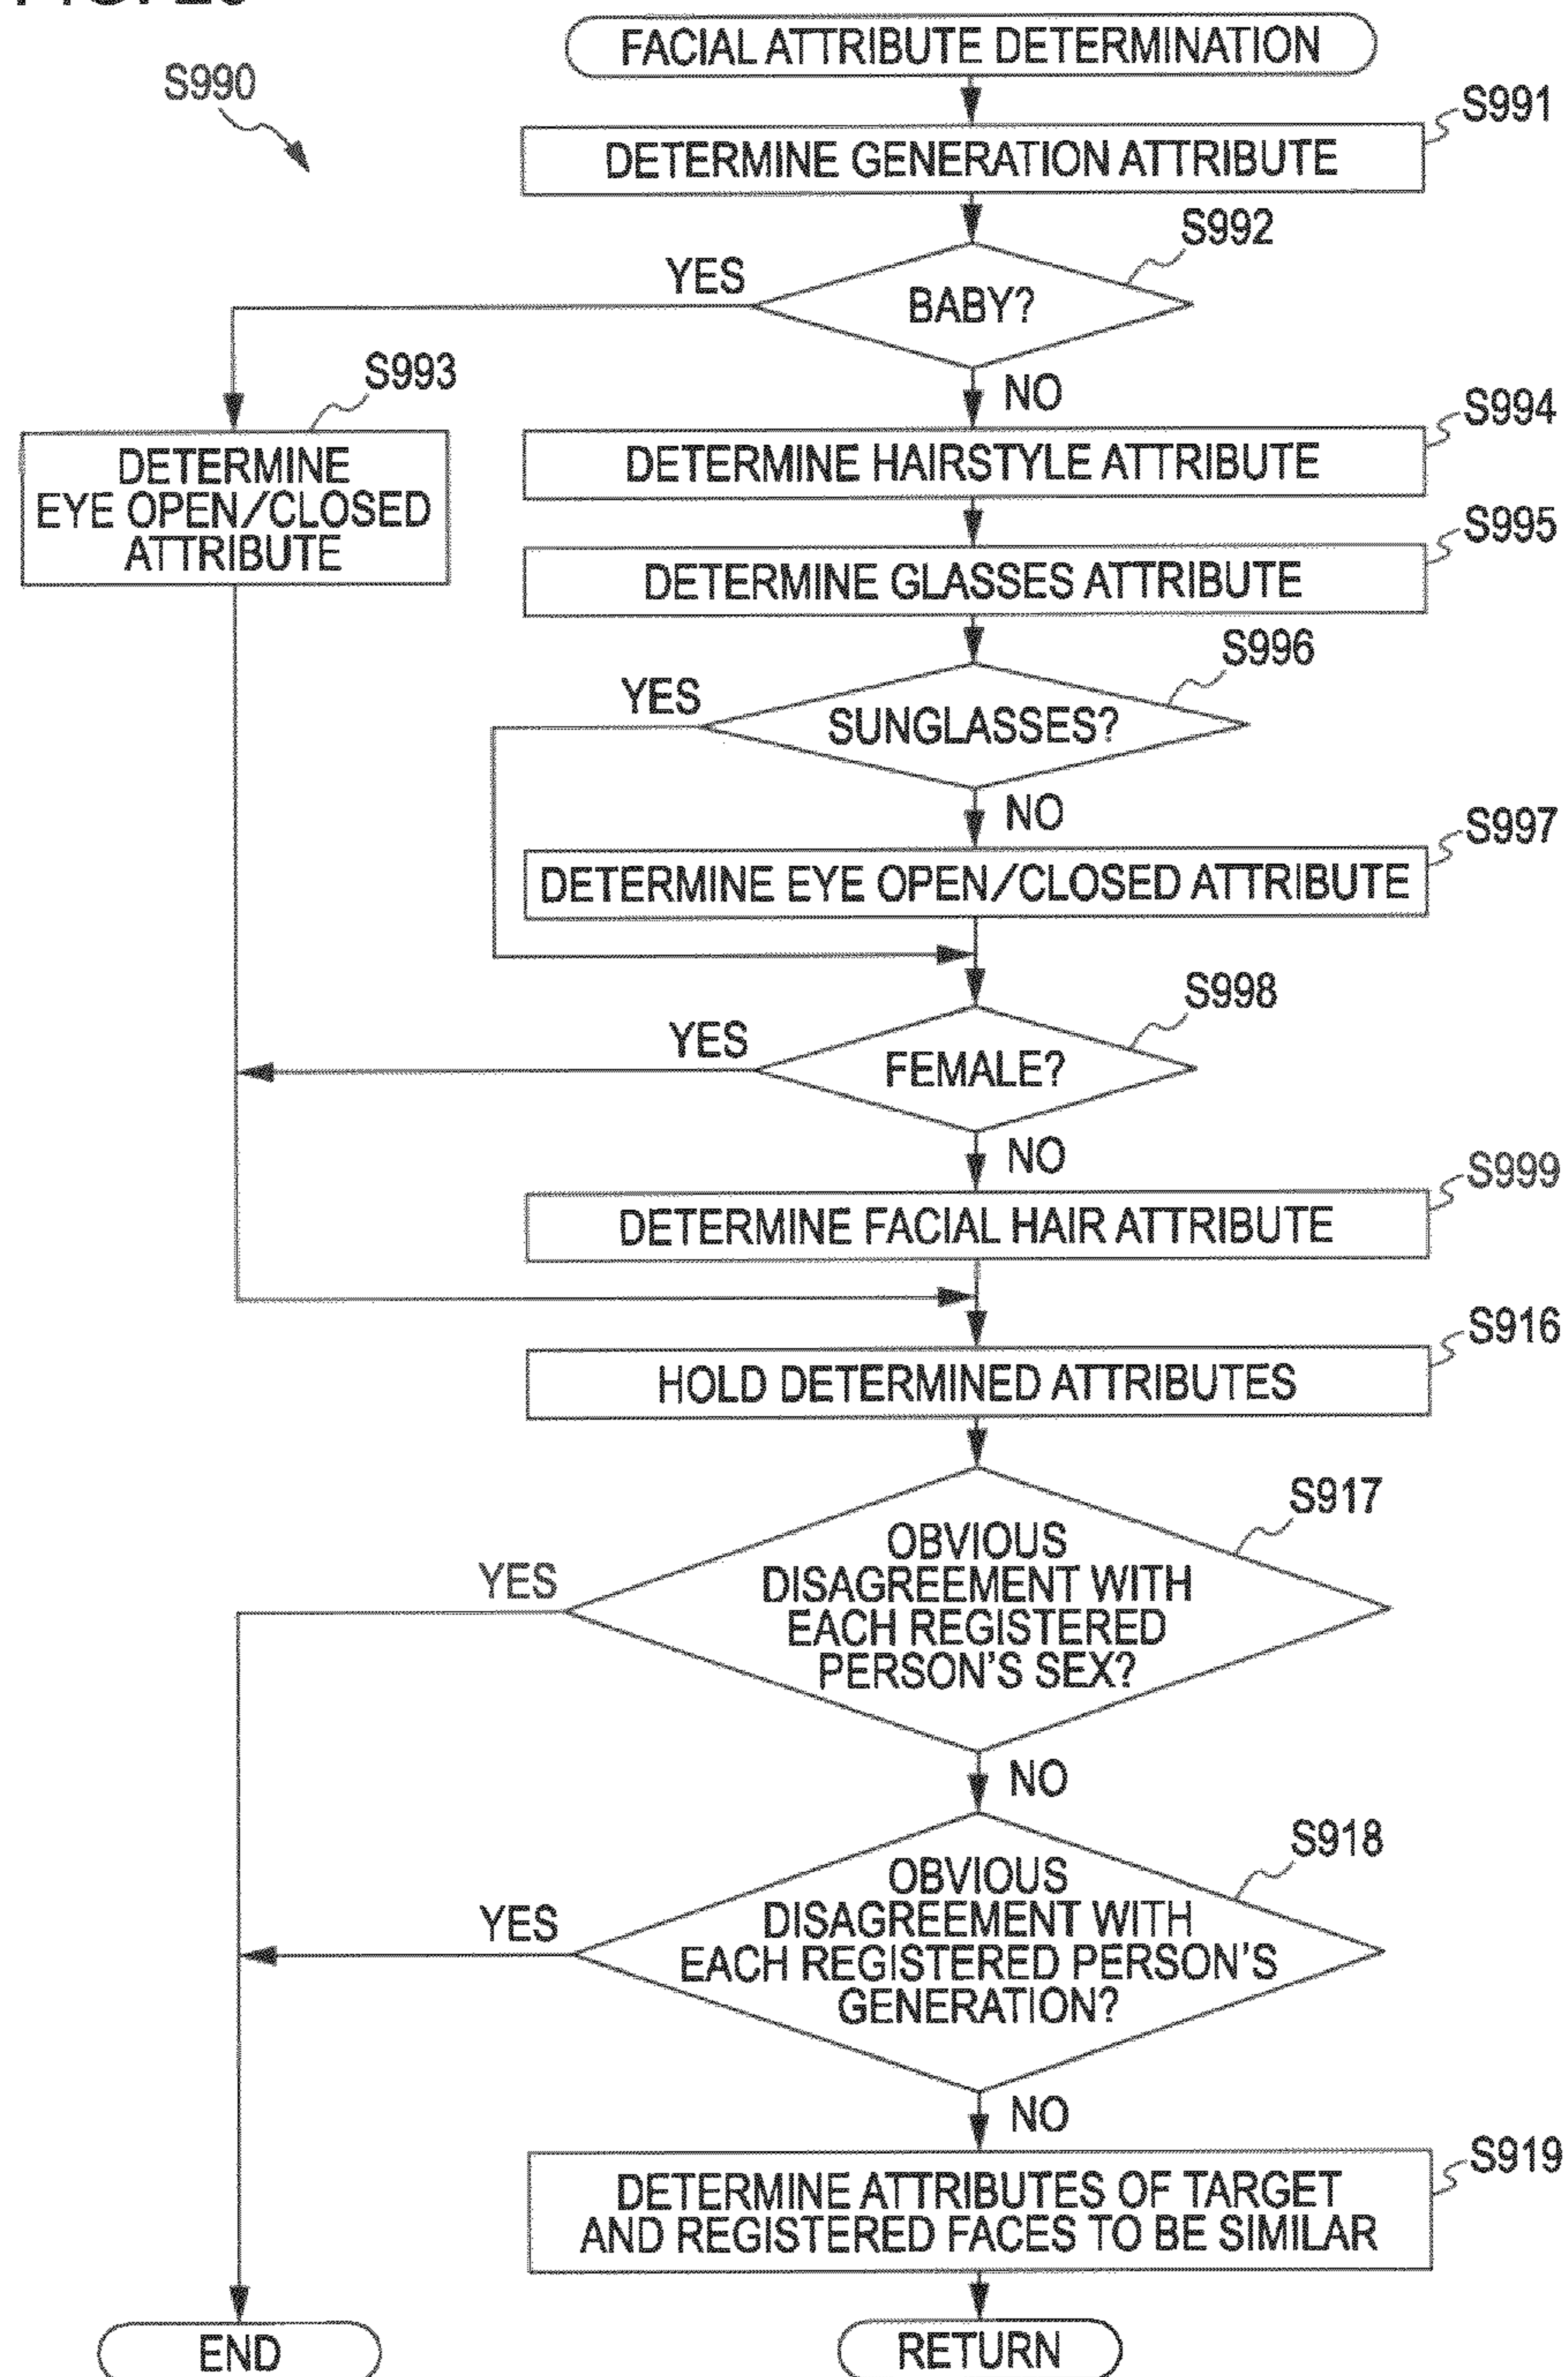 FACIAL ATTRIBUTE DETERMINATION
S990
S991
DETERMINE GENERATION ATTRIBUTE
S992
YES
BABY?
NO
S993
DETERMINE
EYE OPEN/CLOSED
ATTRIBUTE
S994
DETERMINE HAIRSTYLE ATTRIBUTE
S995
DETERMINE GLASSES ATTRIBUTE
S996
YES
SUNGLASSES?
NO
S997
DETERMINE EYE OPEN/CLOSED ATTRIBUTE
S998
YES
FEMALE?
NO
S999
DETERMINE FACIAL HAIR ATTRIBUTE
S916
HOLD DETERMINED ATTRIBUTES
S917
YES
OBVIOUS
DISAGREEMENT WITH
EACH REGISTERED
PERSON'S SEX?
NO
S918
YES
OBVIOUS
DISAGREEMENT WITH
EACH REGISTERED PERSON'S
GENERATION?
NO
S919
DETERMINE ATTRIBUTES OF TARGET
AND REGISTERED FACES TO BE SIMILAR
END
RETURN